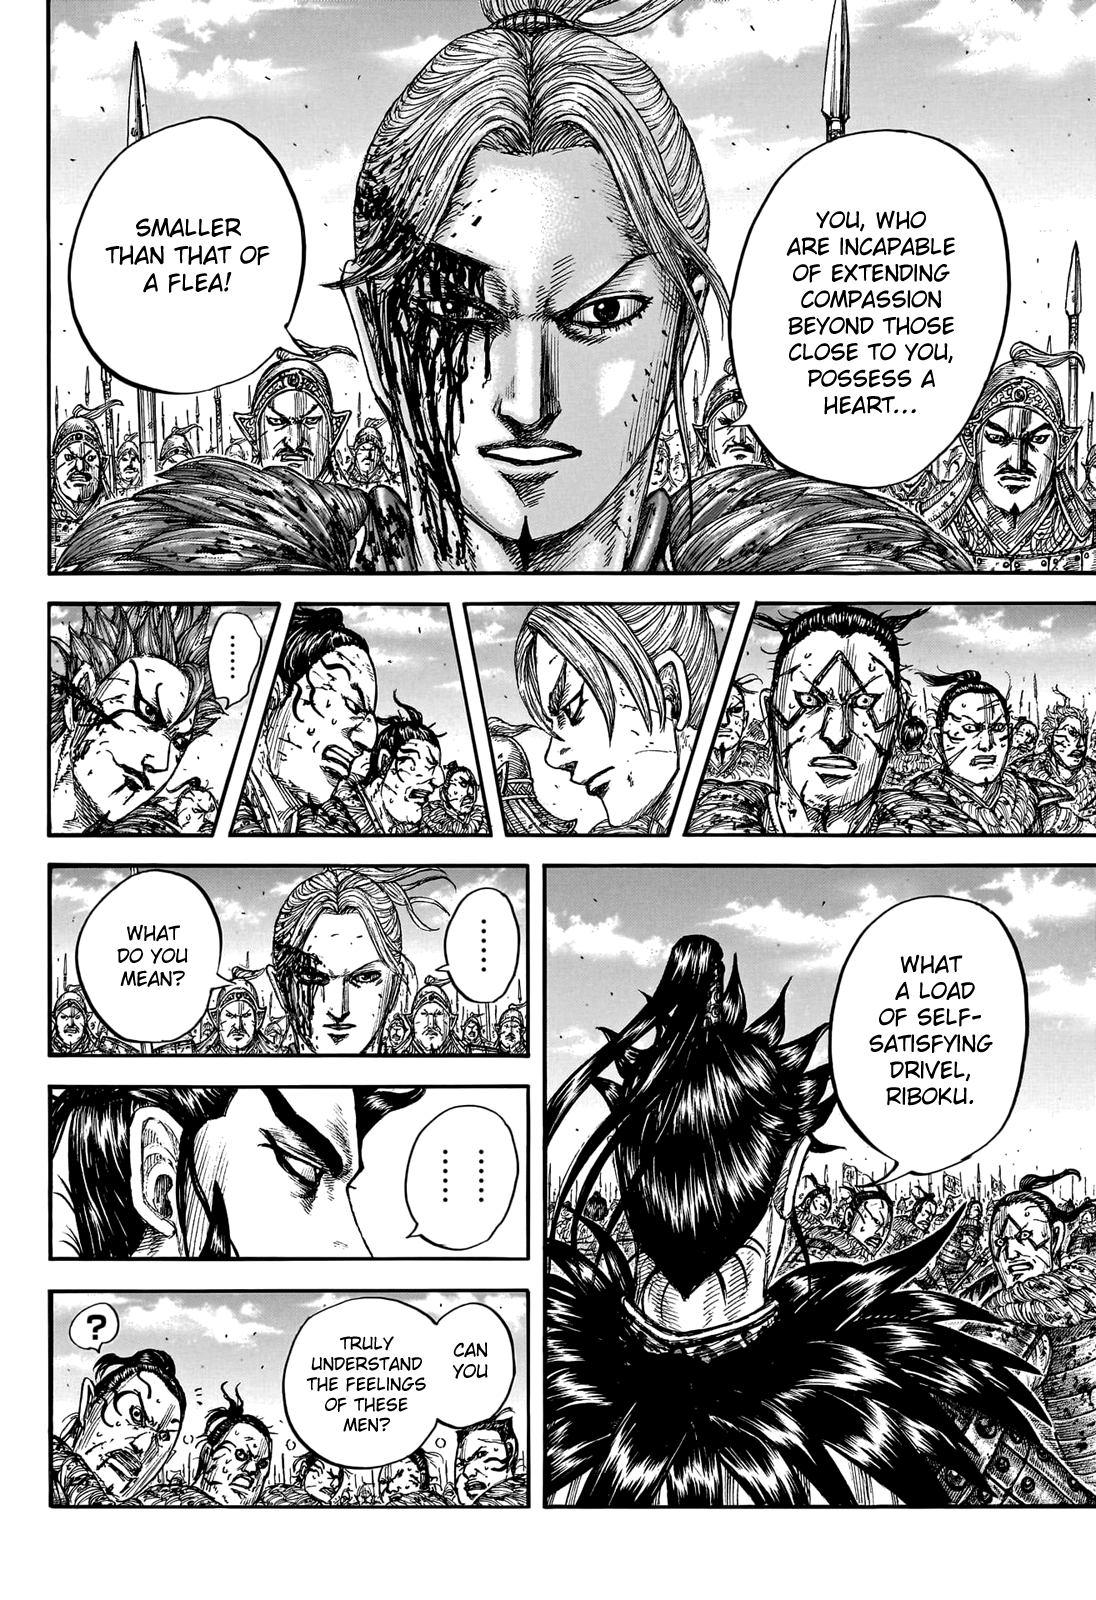 YOU, WHO
ARE INCAPABLE
OF EXTENDING
COMPASSION
BEYOND THOSE
CLOSE TO YOU,
POSSESS A
HEART...
SMALLER
THAN THAT OF
A FLEA!
......
WHAT
A LOAD
OF SELF-
SATISFYING
DRIVEL,
RIBOKU.
......
WHAT
DO YOU
MEAN?
......
CAN
YOU
TRULY
UNDERSTAND
THE FEELINGS
OF THESE
MEN?
?